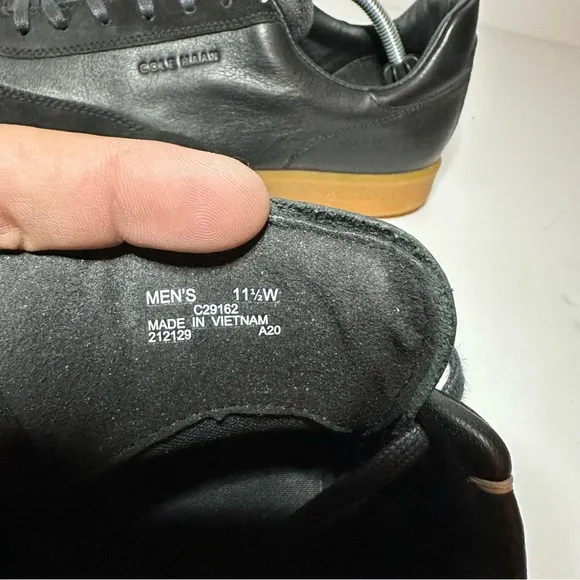 COLE HAAN
MEN'S 11½W
C29162
MADE IN VIETNAM
212129 A20